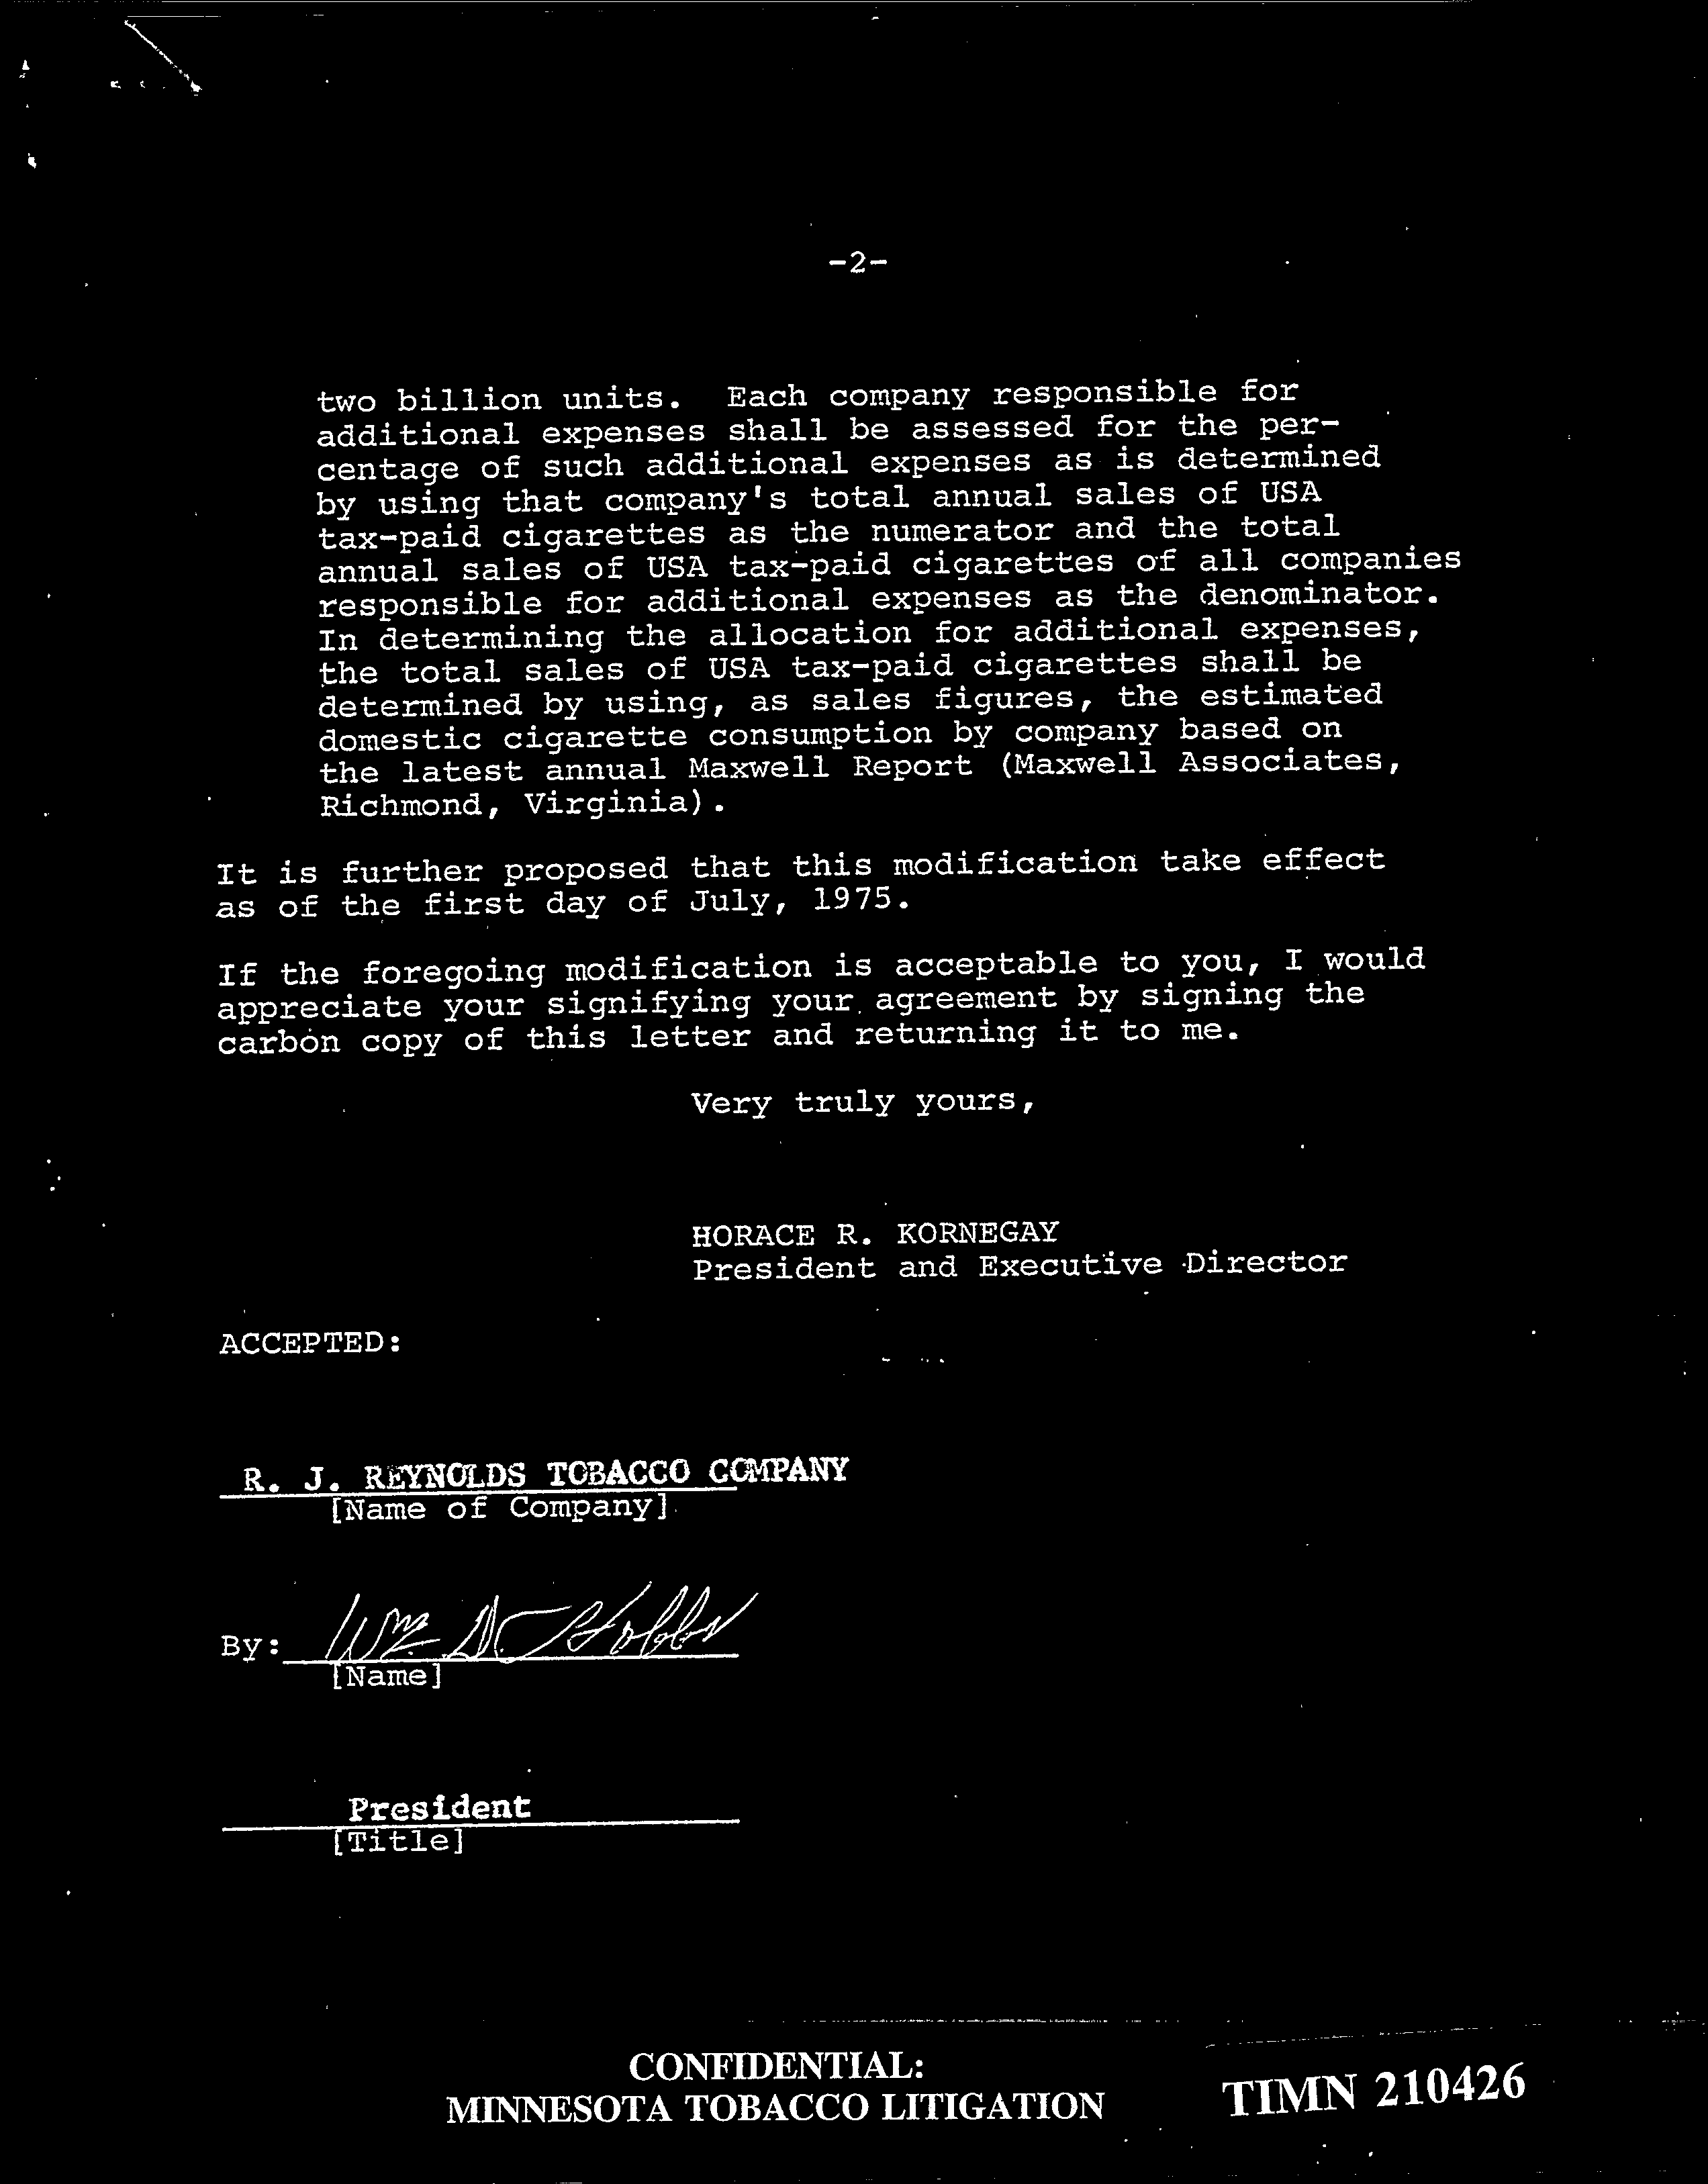 -2-
two billion units. Each company responsible for
additional expenses shall be assessed for the per-
centage of such additional expenses as is determined
by using that company's total annual sales of USA
tax-paid cigarettes as the numerator and the total
annual sales of USA tax-paid cigarettes of all companies
responsible for additional expenses as the denominator.
In determining the allocation for additional expenses,
the total sales of USA tax-paid cigarettes shall be
determined by using, as sales figures, the estimated
domestic cigarette consumption by company based on
the latest annual Maxwell Report (Maxwell Associates,
Richmond, Virginia).
It is further proposed that this modification take effect
as of the first day of July, 1975.
If the foregoing modification is acceptable to you, I would
appreciate your signifying your agreement by signing the
carbon copy of this letter and returning it to me.
Very truly yours,
HORACE R. KORNEGAY
President and Executive Director
ACCEPTED:
R. J. REYNOLDS TOBACCO COMPANY
[Name of Company]
By: Wm. D. Hobbs
[Name]
President
[Title]
CONFIDENTIAL:
MINNESOTA TOBACCO LITIGATION
TIMN 210426